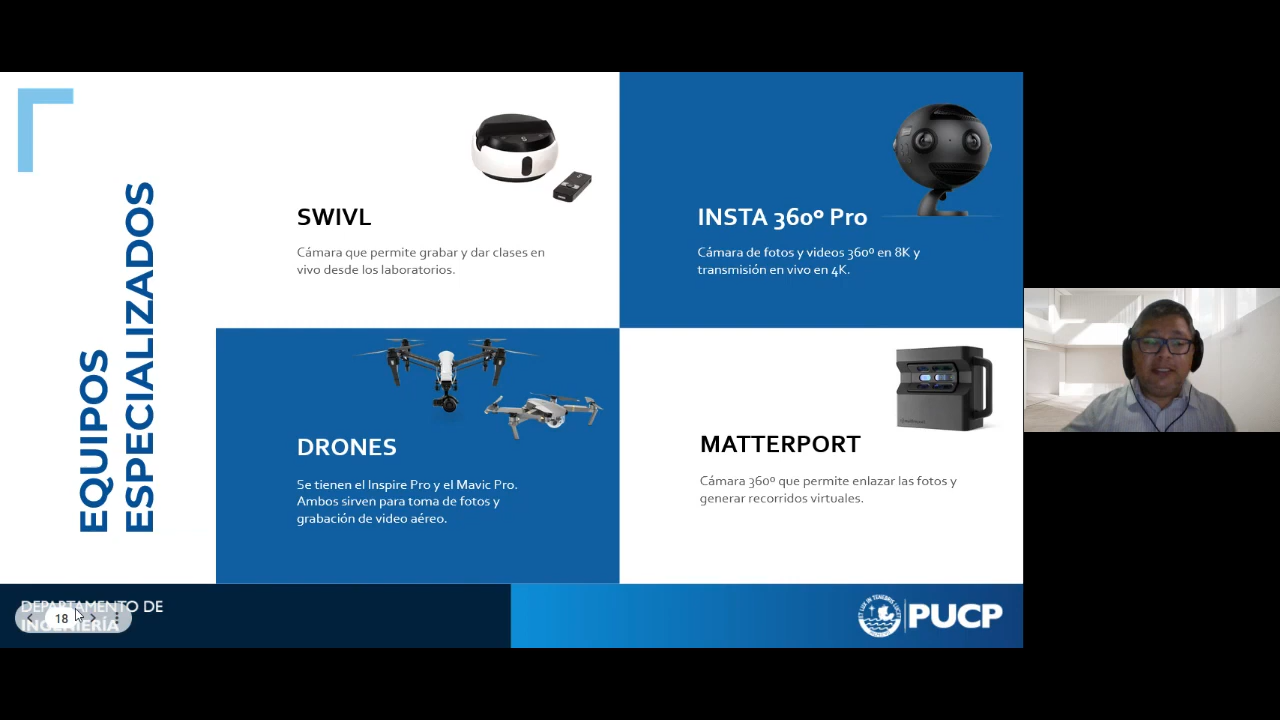 EQUIPOS
ESPECIALIZADOS
SWIVL
Cámara que permite grabar y dar clases en
vivo desde los laboratorios.
INSTA 360º Pro
Cámara de fotos y videos 360º en 8K y
transmisión en vivo en 4K.
DRONES
Se tienen el Inspire Pro y el Mavic Pro.
Ambos sirven para toma de fotos y
grabación de video aéreo.
MATTERPORT
Cámara 360º que permite enlazar las fotos y
generar recorridos virtuales.
DEPARTAMENTO DE
INGENIERÍA
18
PUCP